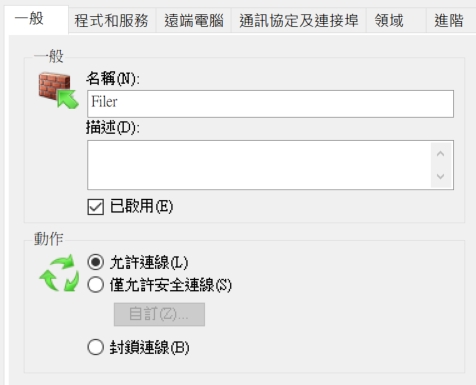 一般 程式和服務 遠端電腦 通訊協定及連接埠 領域 進階
一般
名稱(N):
Filer
描述(D):
已啟用(E)
動作
允許連線(L)
僅允許安全連線(S)
自訂(Z)...
封鎖連線(B)